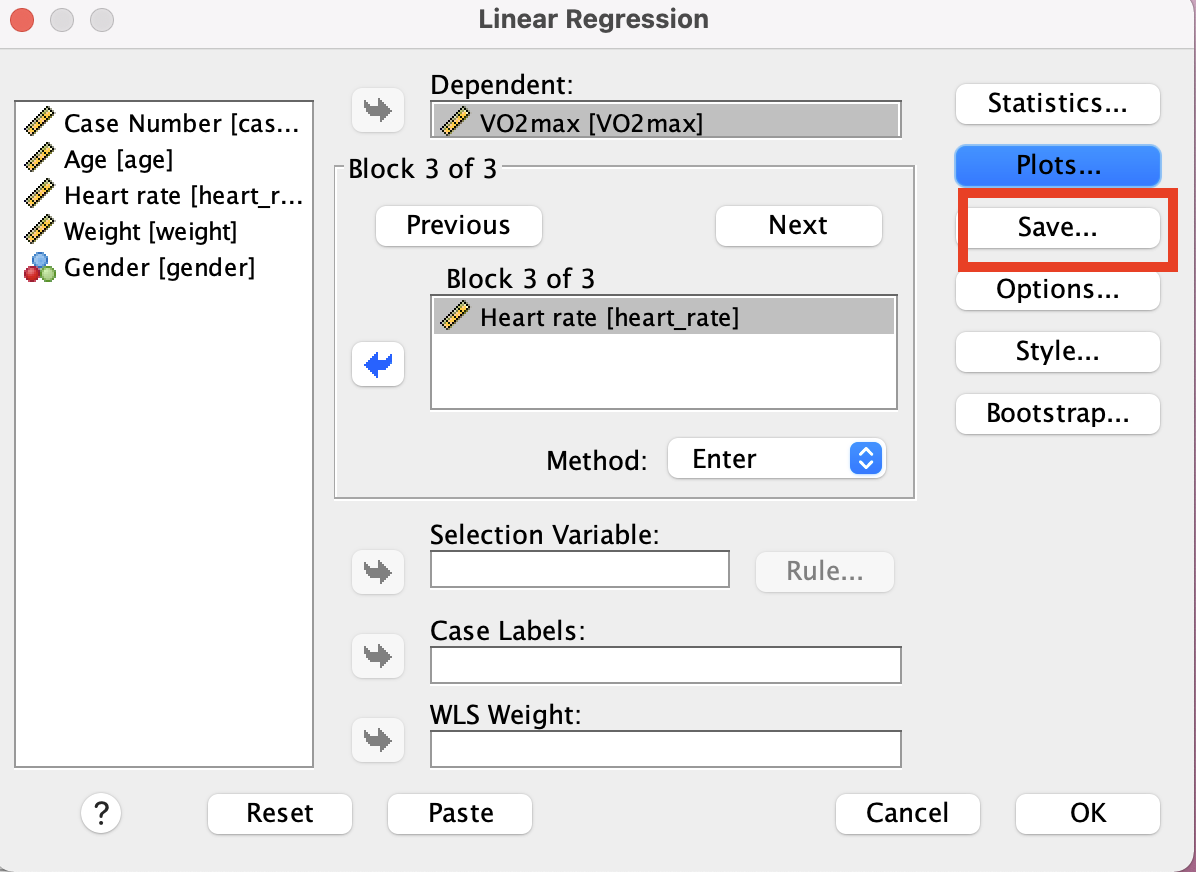 Linear Regression
Case Number [cas...
Age [age]
Heart rate [heart_r...
Weight [weight]
Gender [gender]
Dependent:
VO2max [VO2max]
Block 3 of 3
Previous
Next
Block 3 of 3
Heart rate [heart_rate]
Method:
Enter
Selection Variable:
Rule...
Case Labels:
WLS Weight:
Statistics...
Plots...
Save...
Options...
Style...
Bootstrap...
?
Reset
Paste
Cancel
OK